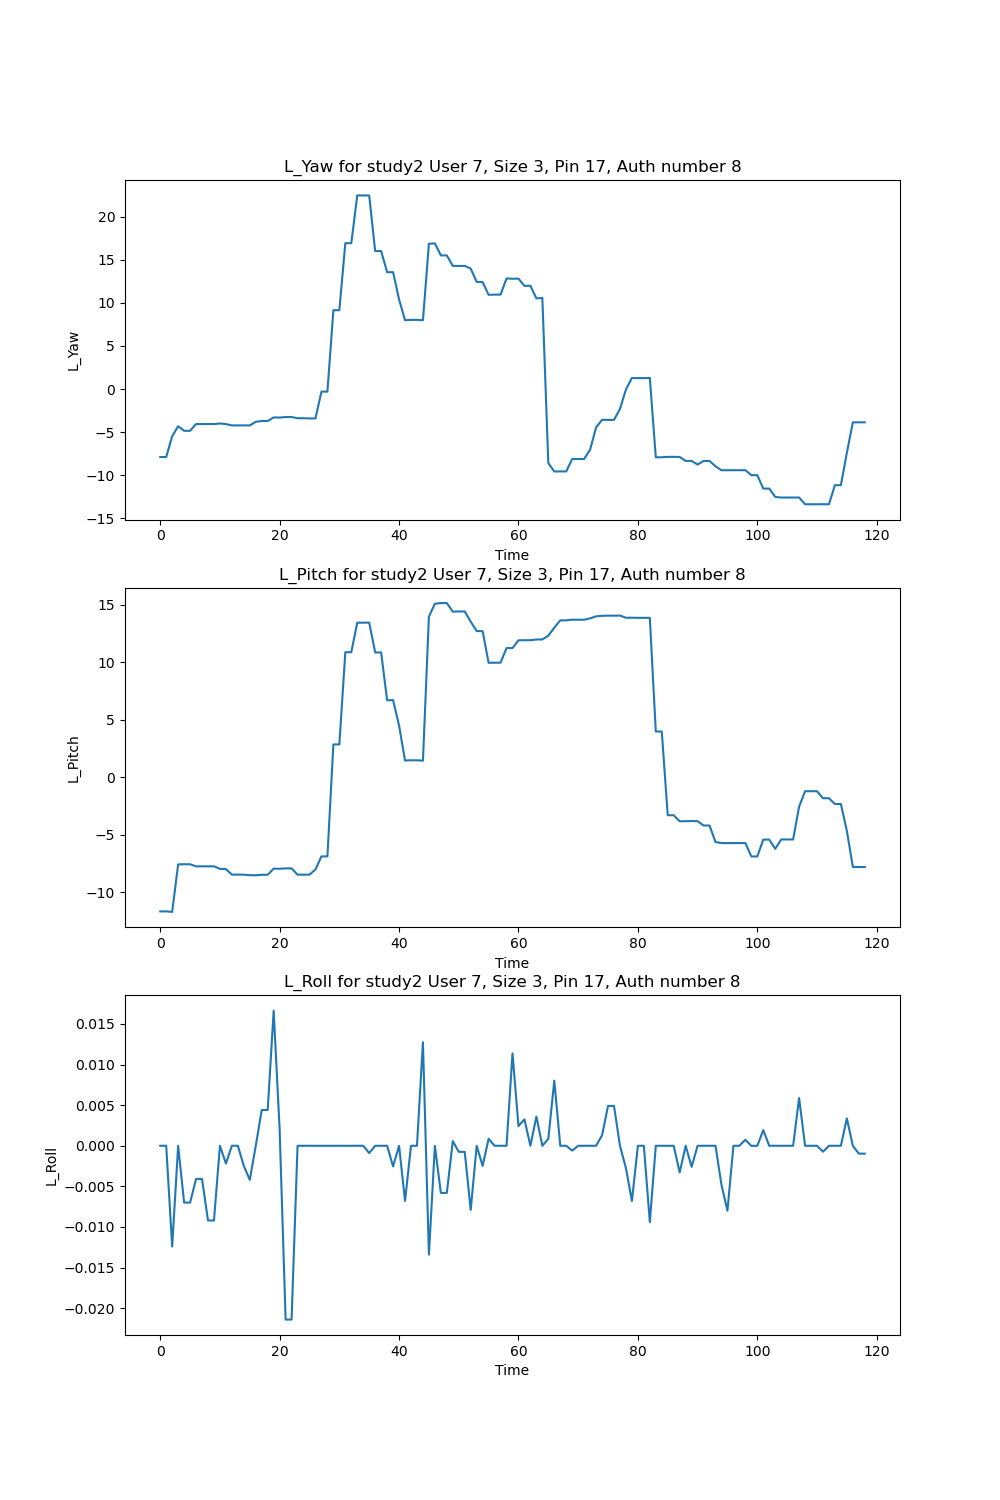 L_Yaw for study2 User 7, Size 3, Pin 17, Auth number 8
20
15
10
5
0
−5
−10
−15
L_Yaw
0 20 40 60 80 100 120
Time
L_Pitch for study2 User 7, Size 3, Pin 17, Auth number 8
15
10
5
0
−5
−10
L_Pitch
0 20 40 60 80 100 120
Time
L_Roll for study2 User 7, Size 3, Pin 17, Auth number 8
0.015
0.010
0.005
0.000
−0.005
−0.010
−0.015
−0.020
L_Roll
0 20 40 60 80 100 120
Time